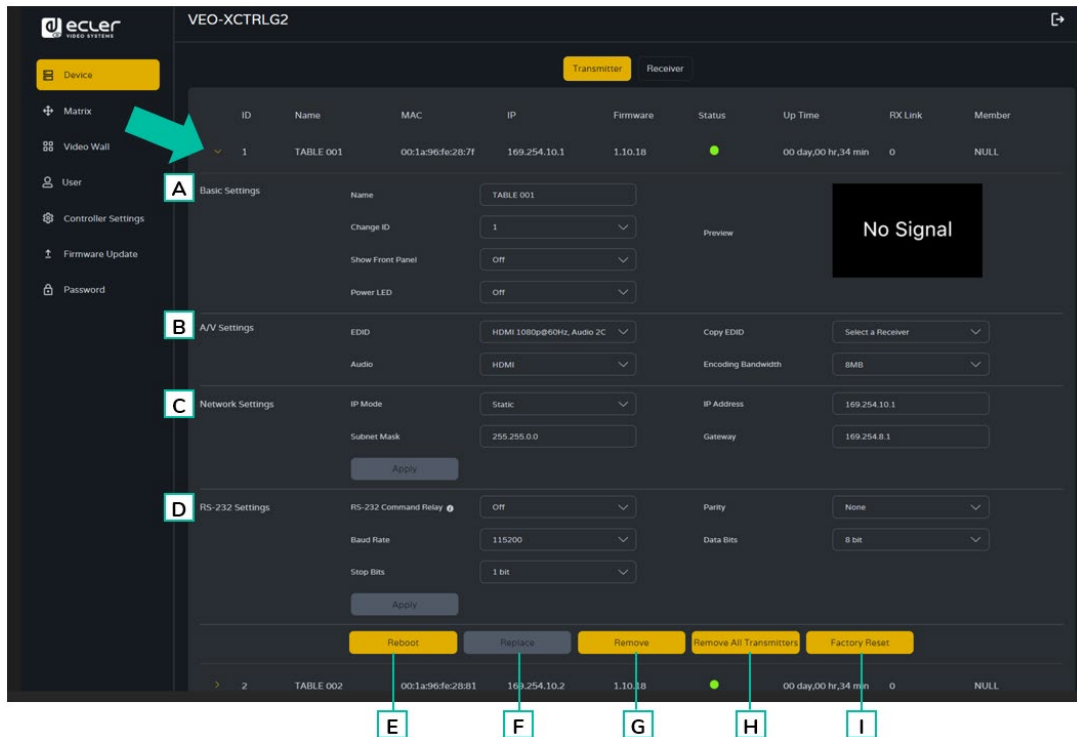 ecler
VIDEO SYSTEMS
VEO-XCTRLG2
Device
Matrix
Video Wall
User
Controller Settings
Firmware Update
Password
Transmitter Receiver
ID Name MAC IP Firmware Status Up Time RX Link Member
1 TABLE 001 00:1a:96:fe:28:7f 169.254.10.1 1.10.18 00 day,00 hr,34 min 0 NULL
A Basic Settings
Name TABLE 001
Change ID 1
Show Front Panel Off
Power LED Off
Preview No Signal
B A/V Settings
EDID HDMI 1080p@60Hz, Audio 2C Copy EDID Select a Receiver
Audio HDMI Encoding Bandwidth 8MB
C Network Settings
IP Mode Static IP Address 169.254.10.1
Subnet Mask 255.255.0.0 Gateway 169.254.8.1
Apply
D RS-232 Settings
RS-232 Command Relay Off Parity None
Baud Rate 115200 Data Bits 8 bit
Stop Bits 1 bit
Apply
Reboot Replace Remove Remove All Transmitters Factory Reset
2 TABLE 002 00:1a:96:fe:28:81 169.254.10.2 1.10.18 00 day,00 hr,34 min 0 NULL
E F G H I